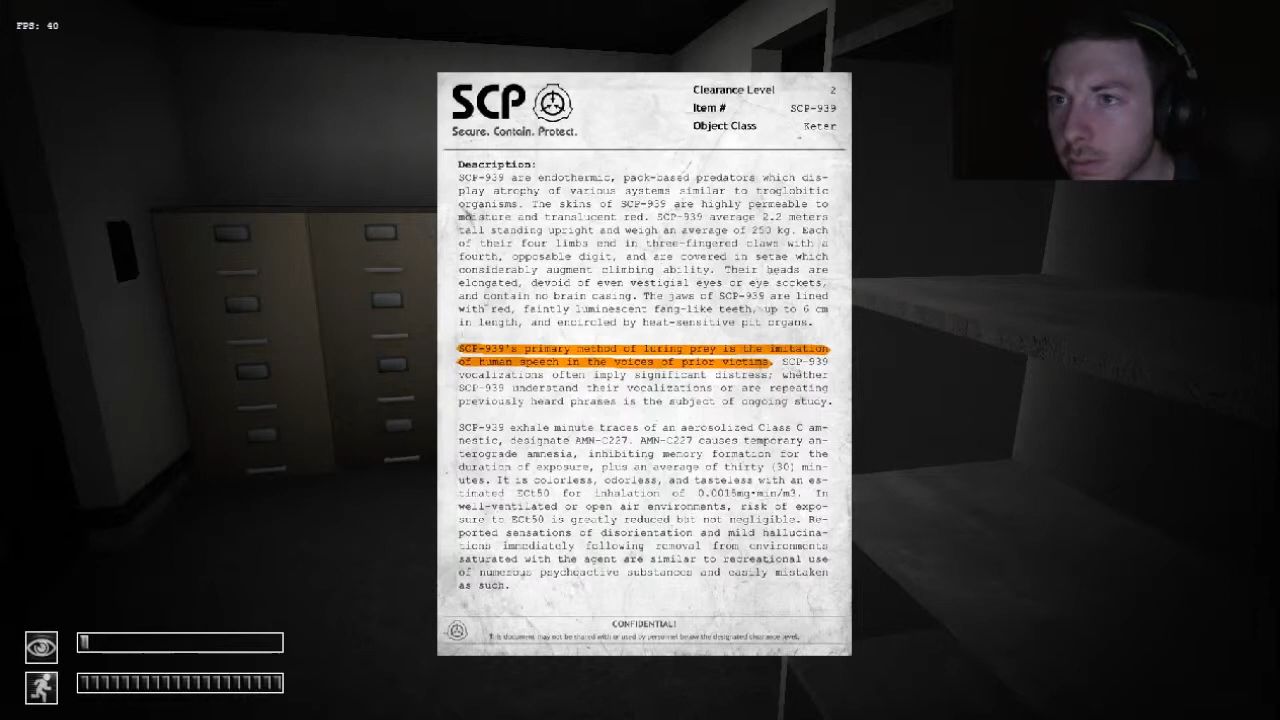 FPS: 40
SCP
Secure. Contain. Protect.
Clearance Level 2
Item # SCP-939
Object Class Keter
Description:
SCP-939 are endothermic, pack-based predators which dis-
play atrophy of various systems similar to troglobitic
organisms. The skins of SCP-939 are highly permeable to
moisture and translucent red. SCP-939 average 2.2 meters
tall standing upright and weigh an average of 250 kg. Each
of their four limbs end in three-fingered claws with a
fourth, opposable digit, and are covered in setae which
considerably augment climbing ability. Their heads are
elongated, devoid of even vestigial eyes or eye sockets,
and contain no brain casing. The jaws of SCP-939 are lined
with red, faintly luminescent fang-like teeth, up to 6 cm
in length, and encircled by heat-sensitive pit organs.
SCP-939's primary method of luring prey is the imitation
of human speech in the voices of prior victims. SCP-939
vocalizations often imply significant distress; whether
SCP-939 understand their vocalizations or are repeating
previously heard phrases is the subject of ongoing study.
SCP-939 exhale minute traces of an aerosolized Class C am-
nestic, designate AMN-C227. AMN-C227 causes temporary an-
terograde amnesia, inhibiting memory formation for the
duration of exposure, plus an average of thirty (30) min-
utes. It is colorless, odorless, and tasteless with an es-
timated ECt50 for inhalation of 0.0015mg•min/m3. In
well-ventilated or open air environments, risk of expo-
sure to ECt50 is greatly reduced but not negligible. Re-
ported sensations of disorientation and mild hallucina-
tions immediately following removal from environments
saturated with the agent are similar to recreational use
of numerous psychoactive substances and easily mistaken
as such.
CONFIDENTIAL!
This document may not be shared with or used by personnel below the designated clearance level.